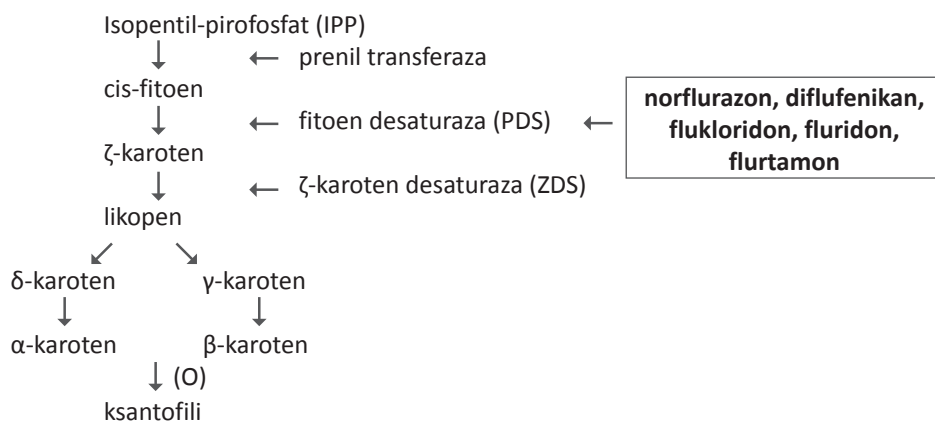 Isopentil-pirofosfat (IPP)
prenil transferaza
cis-fitoen
fitoen desaturaza (PDS)
norflurazon, diflufenikan,
flukloridon, fluridon,
flurtamon
ζ-karoten
ζ-karoten desaturaza (ZDS)
likopen
δ-karoten
γ-karoten
α-karoten
β-karoten
(O)
ksantofili